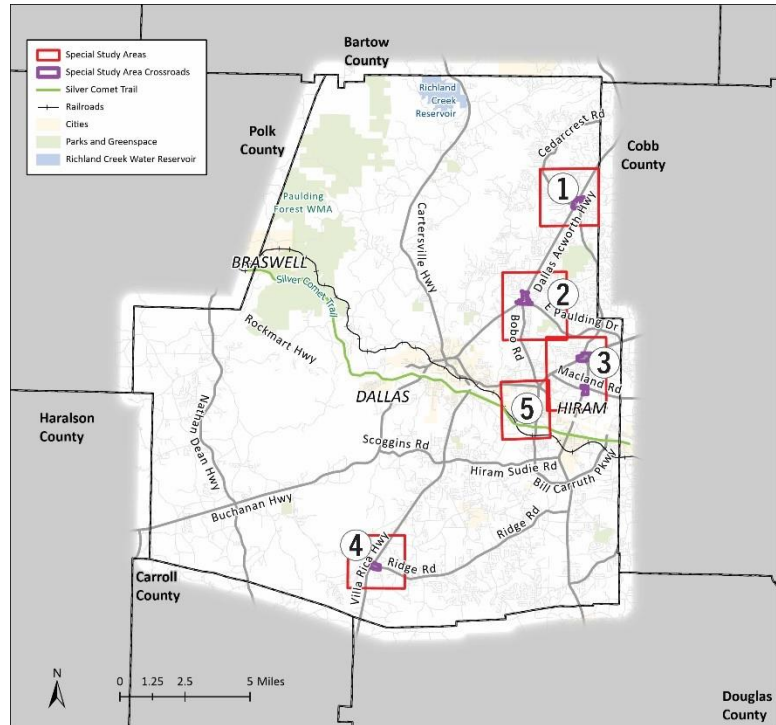 Special Study Areas
Special Study Area Crossroads
Silver Comet Trail
Railroads
Cities
Parks and Greenspace
Richland Creek Water Reservoir
Bartow
County
Richland
Creek
Reservoir
Polk
County
Cobb
County
Cedarcrest Rd
1
Paulding
Forest WMA
Cartersville Hwy
Dallas Acworth Hwy
BRASWELL
Silver Comet Trail
2
E Paulding Dr
Bobo Rd
Rockmart Hwy
3
Macland Rd
DALLAS
5
HIRAM
Haralson
County
Nathan Dean Hwy
Scoggins Rd
Hiram Sudie Rd
Bill Carruth Pkwy
Buchanan Hwy
Ridge Rd
4
Villa Rica Hwy
Ridge Rd
Carroll
County
N
0 1.25 2.5 5 Miles
Douglas
County